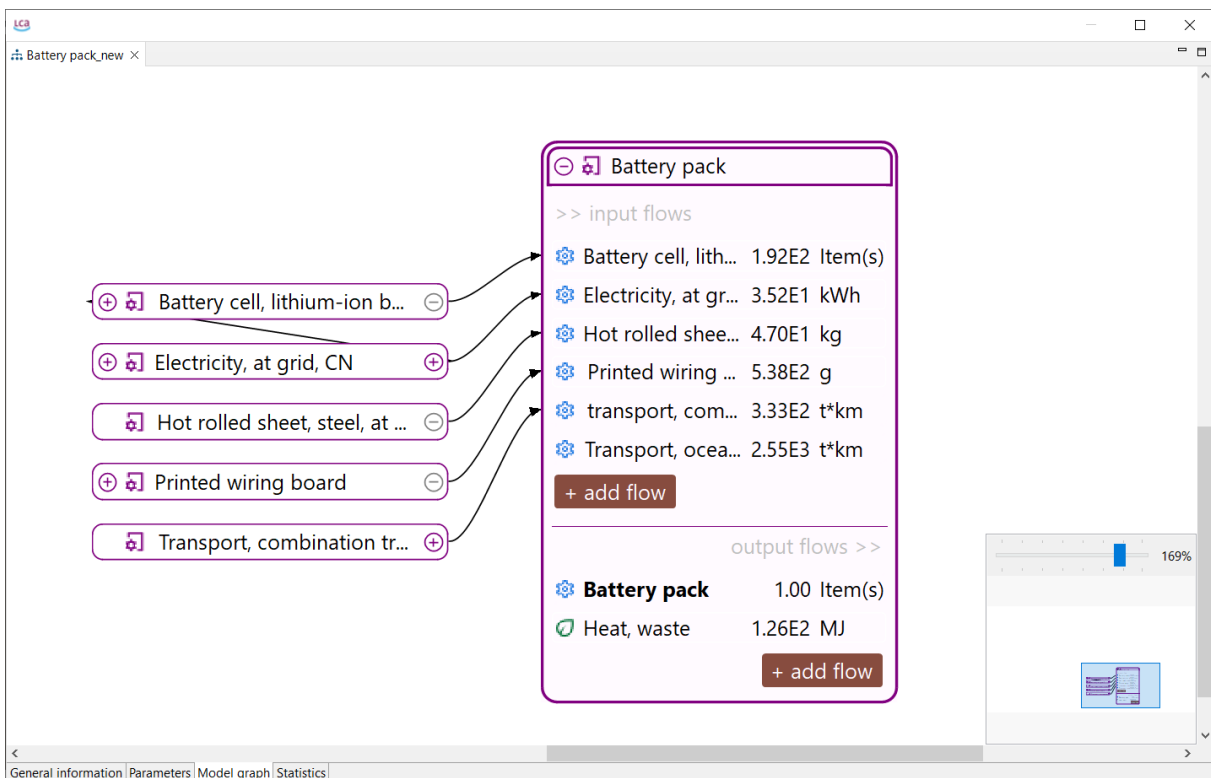 LCA
Battery pack_new
Battery pack
>> input flows
Battery cell, lith... 1.92E2 Item(s)
Electricity, at gr... 3.52E1 kWh
Hot rolled shee... 4.70E1 kg
Printed wiring ... 5.38E2 g
transport, com... 3.33E2 t*km
Transport, ocea... 2.55E3 t*km
+ add flow
output flows >>
Battery pack 1.00 Item(s)
Heat, waste 1.26E2 MJ
+ add flow
Battery cell, lithium-ion b...
Electricity, at grid, CN
Hot rolled sheet, steel, at ...
Printed wiring board
Transport, combination tr...
169%
General information Parameters Model graph Statistics